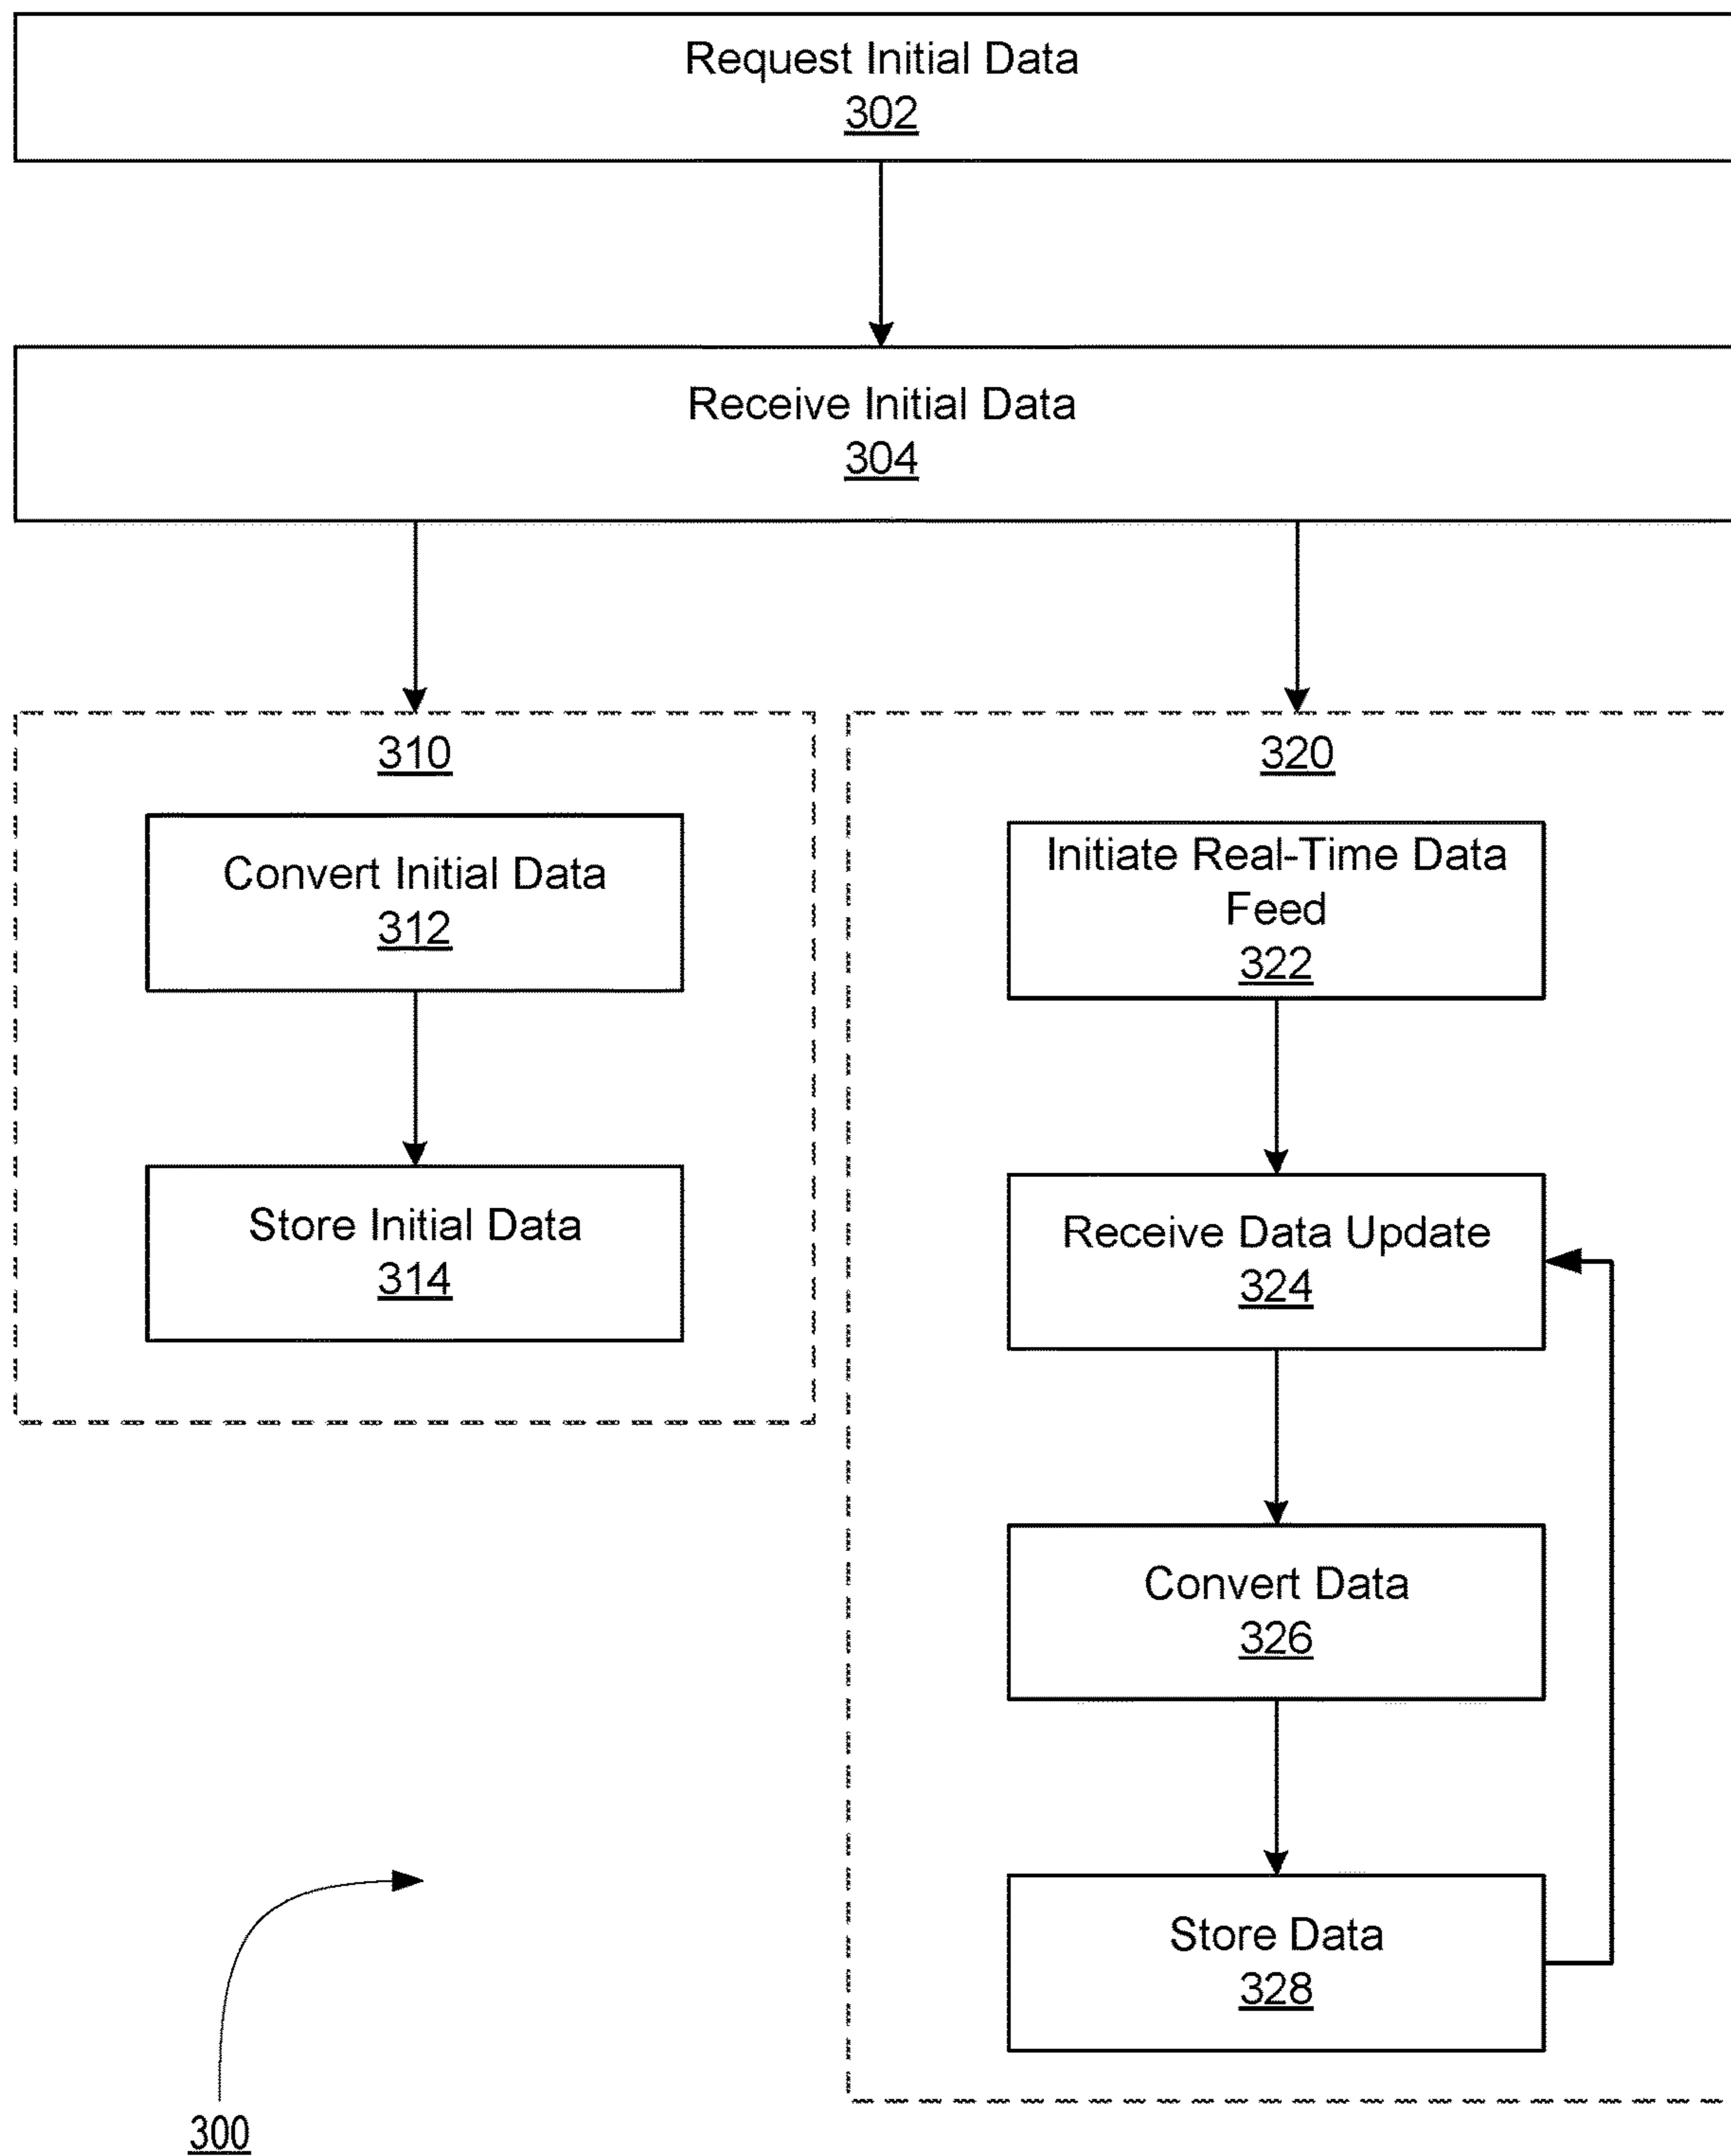 Request Initial Data
302
Receive Initial Data
304
310
Convert Initial Data
312
Store Initial Data
314
320
Initiate Real-Time Data
Feed
322
Receive Data Update
324
Convert Data
326
Store Data
328
300